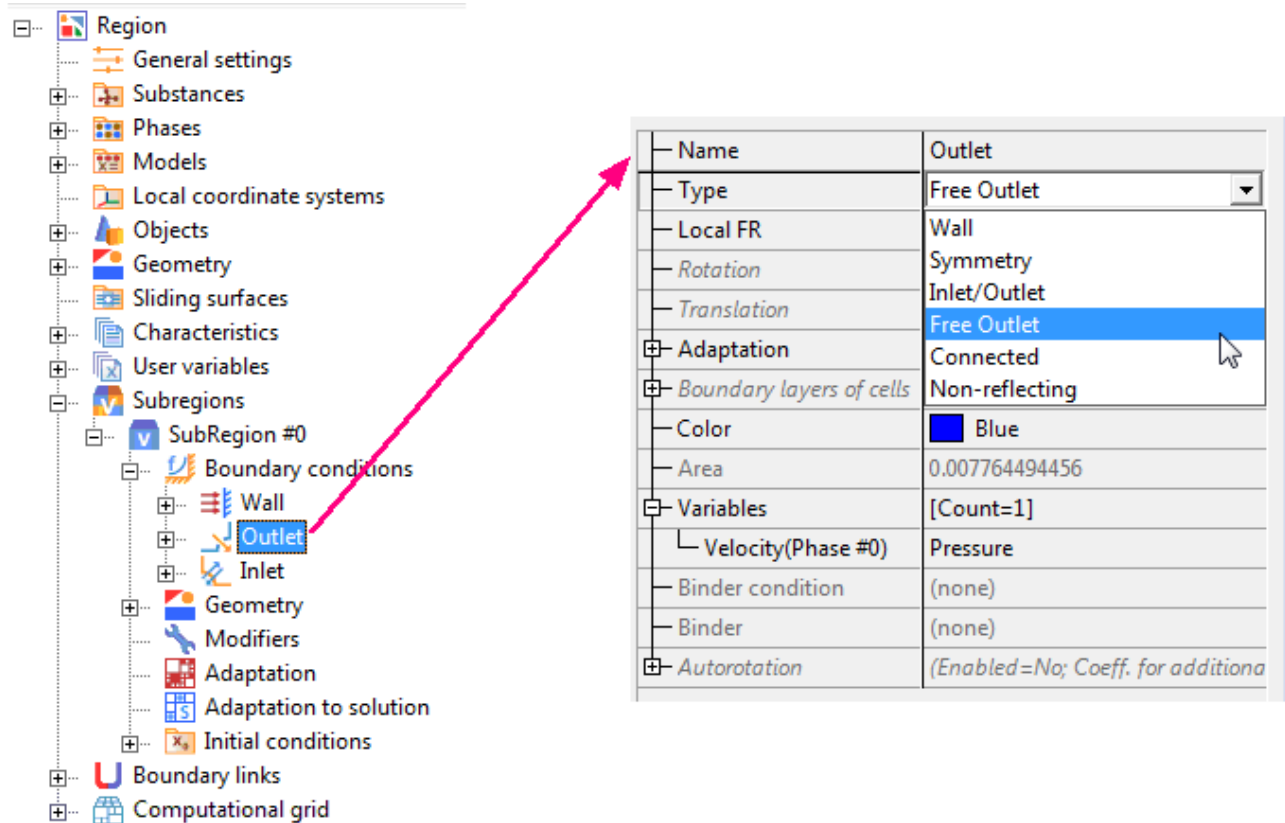 Region
General settings
Substances
Phases
Models
Local coordinate systems
Objects
Geometry
Sliding surfaces
Characteristics
User variables
Subregions
SubRegion #0
Boundary conditions
Wall
Outlet
Inlet
Geometry
Modifiers
Adaptation
Adaptation to solution
Initial conditions
Boundary links
Computational grid
Name Outlet
Type Free Outlet
Local FR
Rotation
Translation
Adaptation
Boundary layers of cells
Wall
Symmetry
Inlet/Outlet
Free Outlet
Connected
Non-reflecting
Color Blue
Area 0.007764494456
Variables [Count=1]
Velocity(Phase #0) Pressure
Binder condition (none)
Binder (none)
Autorotation (Enabled=No; Coeff. for additiona